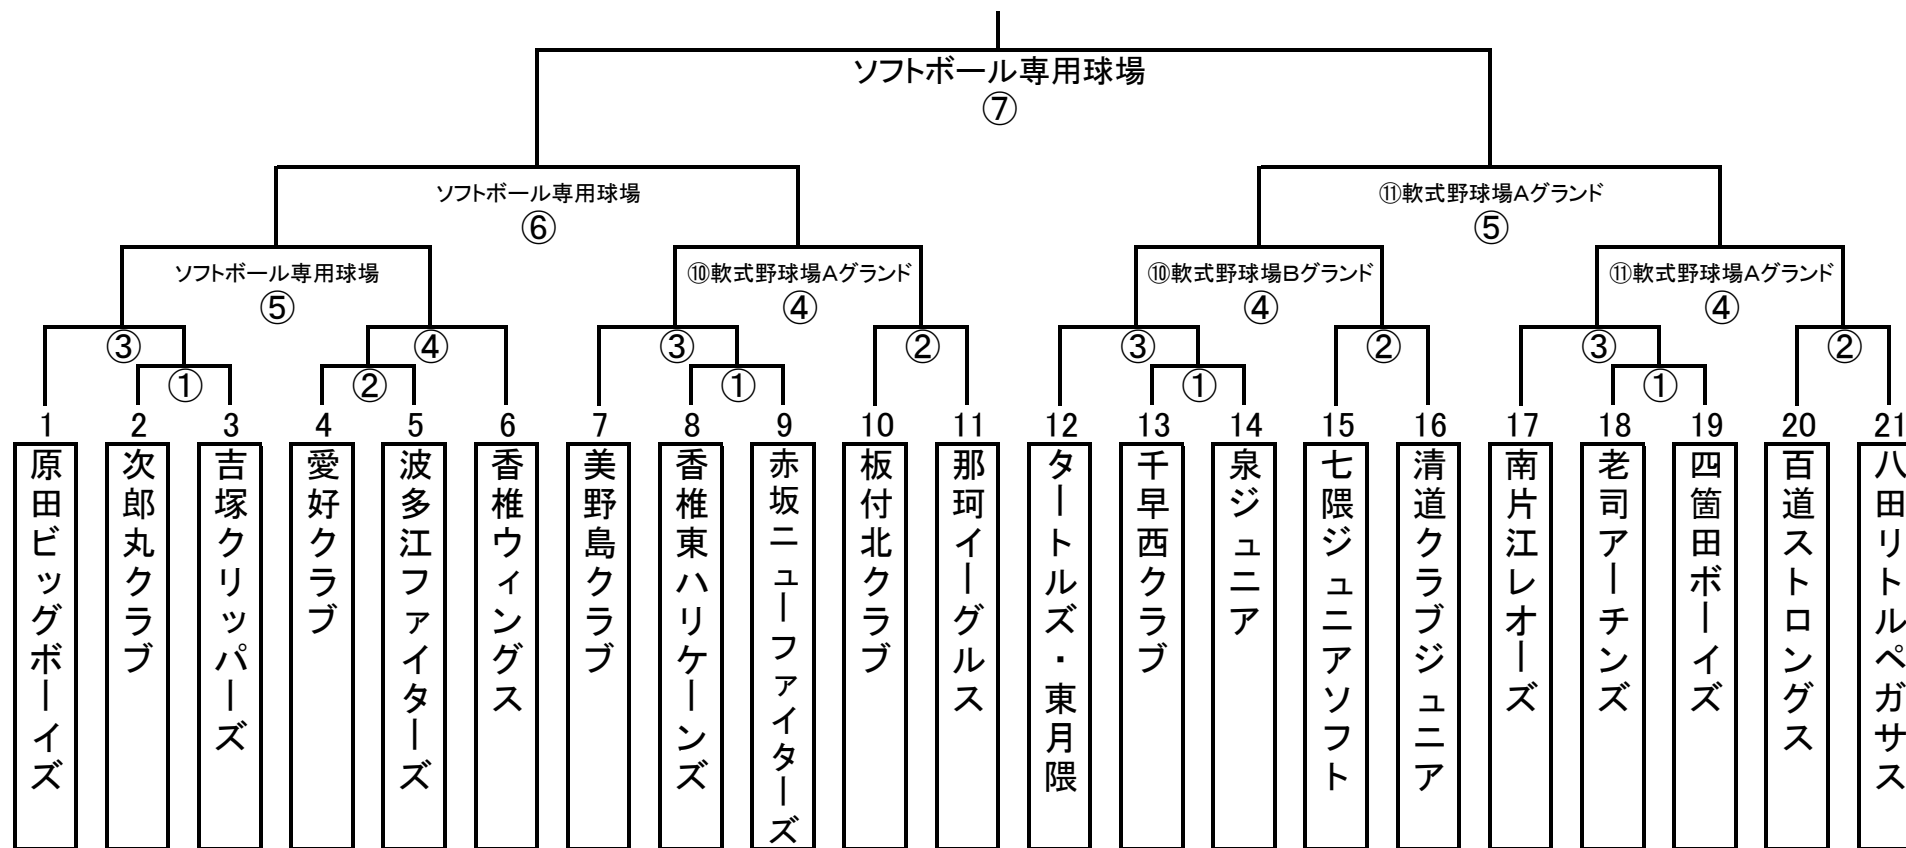 ソフトボール専用球場
⑦
ソフトボール専用球場
⑥
⑪軟式野球場Aグランド
⑤
ソフトボール専用球場
⑤
⑩軟式野球場Aグランド
④
⑩軟式野球場Bグランド
④
⑪軟式野球場Aグランド
④
③ ④ ③ ② ③ ② ③ ②
① ② ① ① ①
1 2 3 4 5 6 7 8 9 10 11 12 13 14 15 16 17 18 19 20 21
原田ビッグボーイズ
次郎丸クラブ
吉塚クリッパーズ
愛好クラブ
波多江ファイターズ
香椎ウィングス
美野島クラブ
香椎東ハリケーンズ
赤坂ニューファイターズ
板付北クラブ
那珂イーグルス
タートルズ・東月隈
千早西クラブ
泉ジュニア
七隈ジュニアソフト
清道クラブジュニア
南片江レオーズ
老司アーチンズ
四箇田ボーイズ
百道ストロングス
八田リトルペガサス